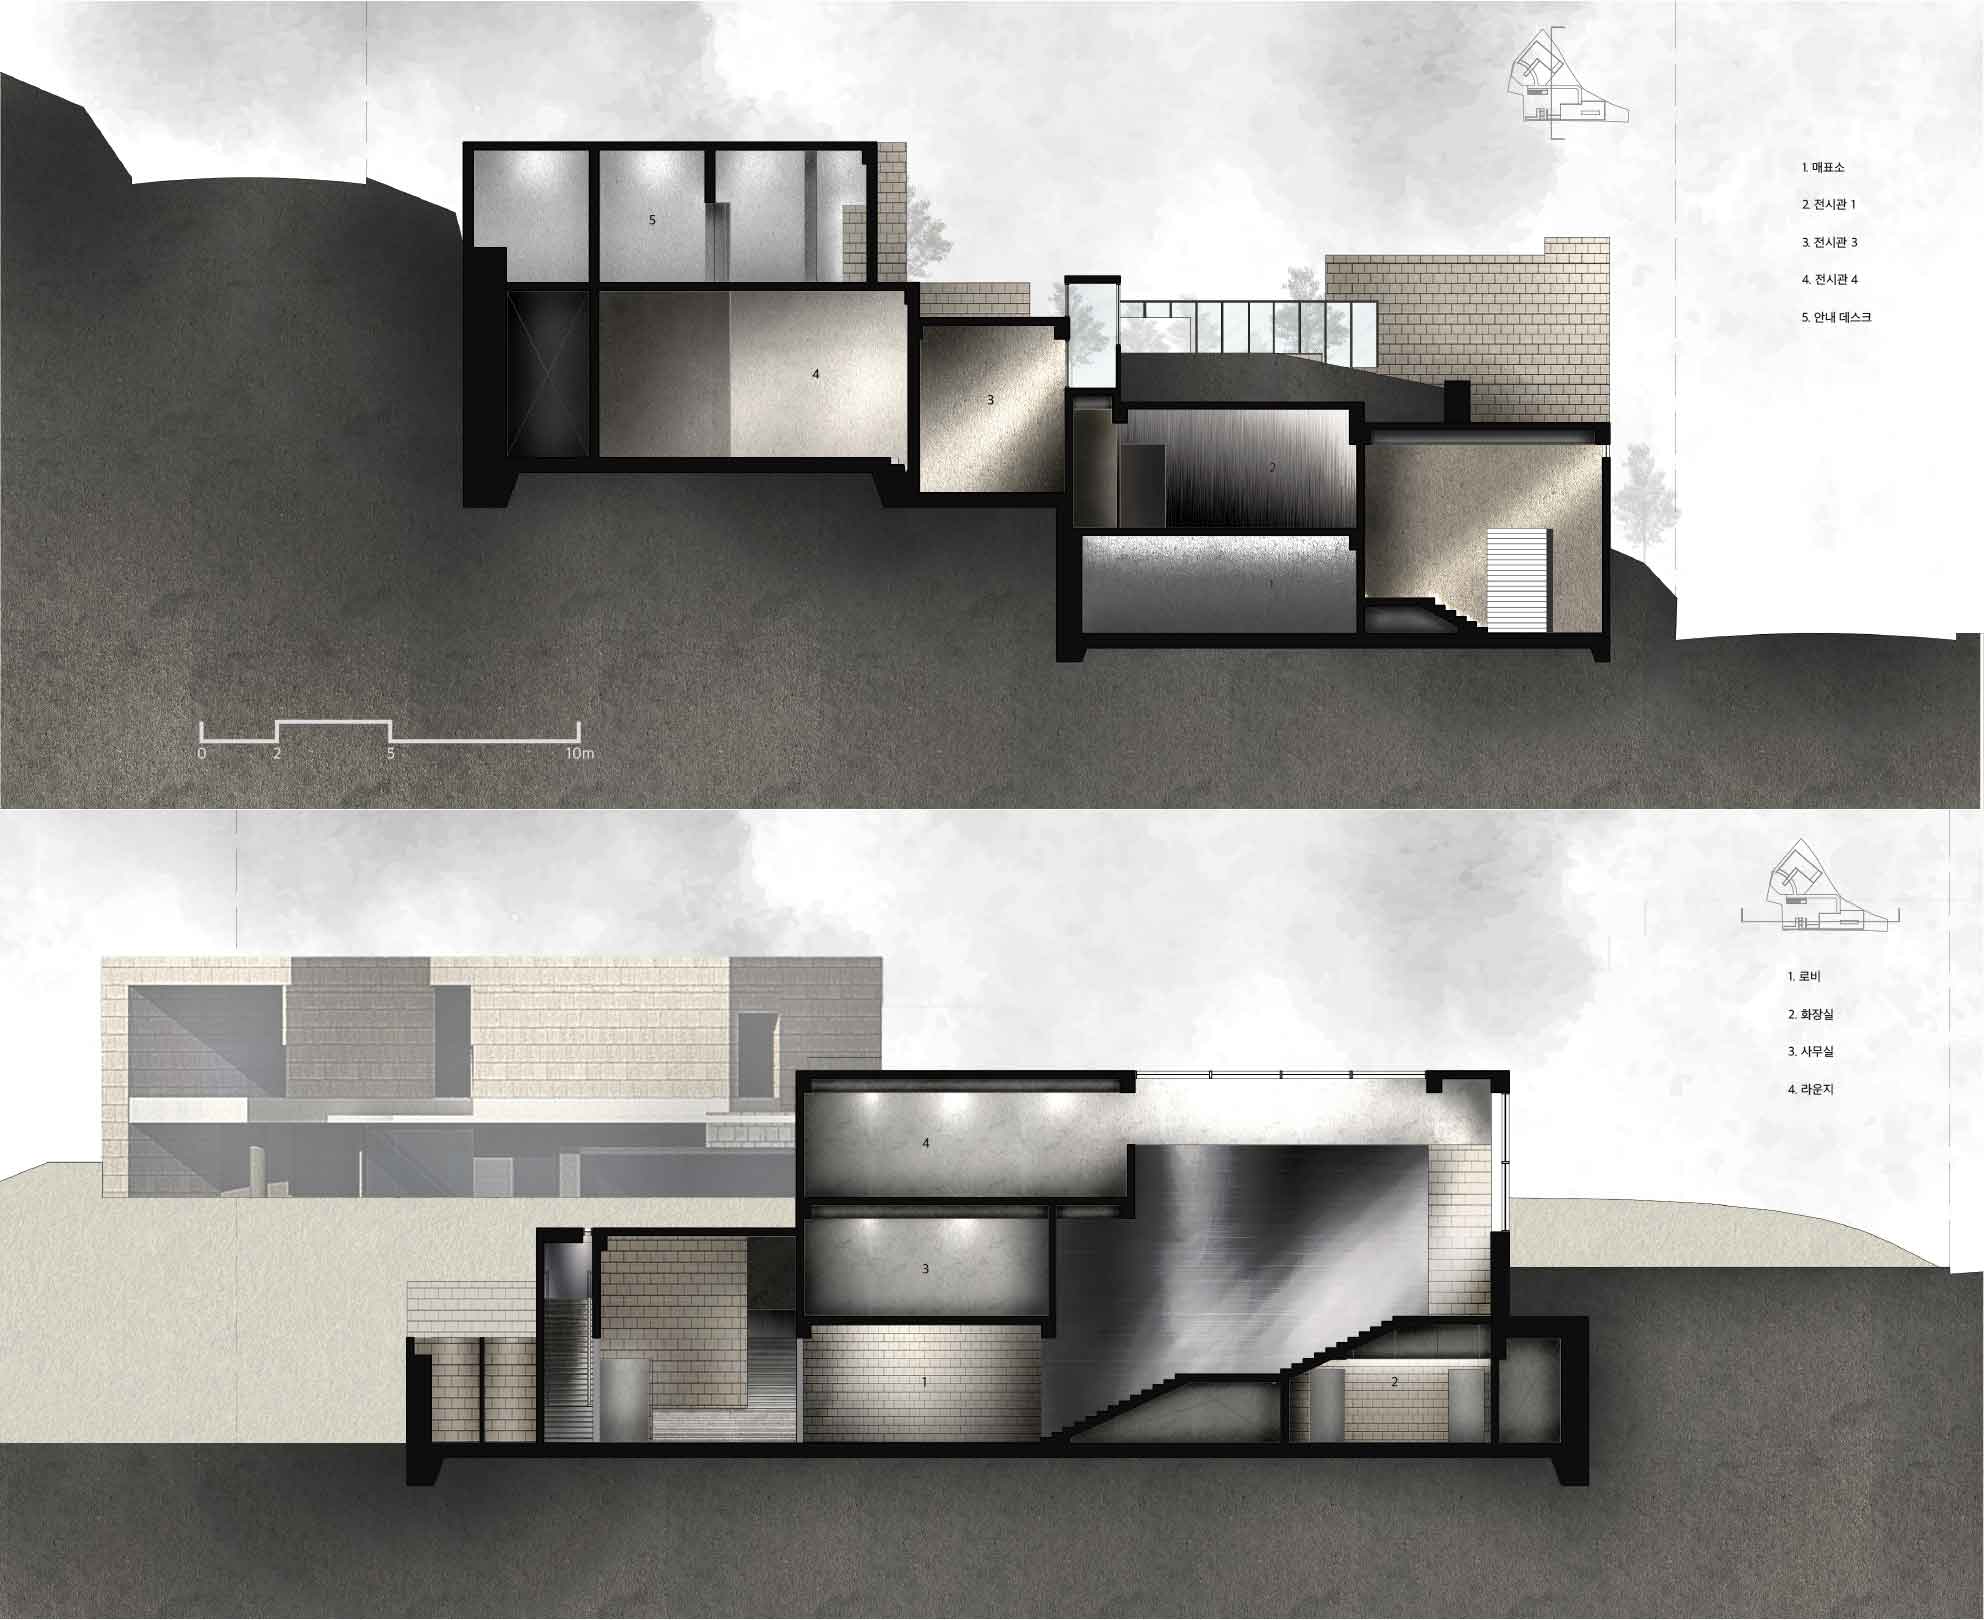 1. 매표소
2. 전시관 1
3. 전시관 3
4. 전시관 4
5. 안내 데스크
5
4
3
2
1
0 2 5 10m
1. 로비
2. 화장실
3. 사무실
4. 라운지
4
3
1
2